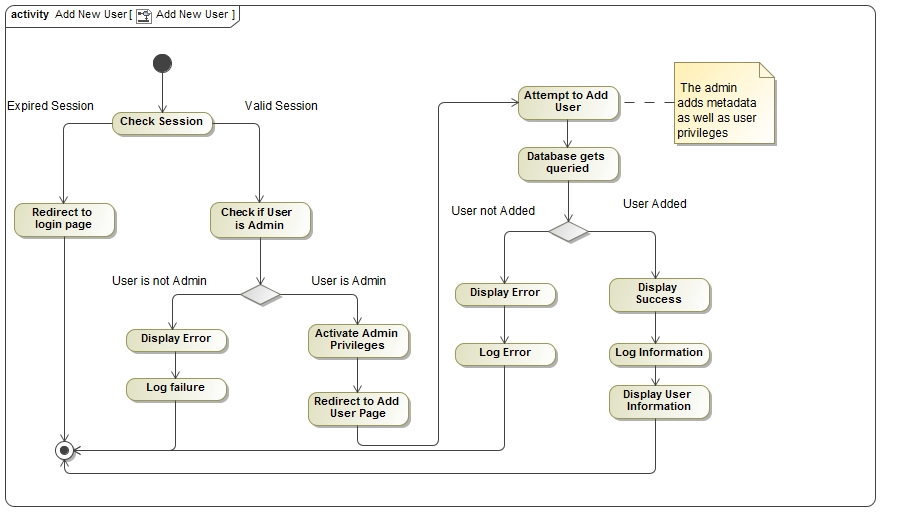 activity Add New User [ Add New User ]
Expired Session
Valid Session
Check Session
Redirect to
login page
Check if User
is Admin
User is not Admin
User is Admin
Display Error
Log failure
Activate Admin
Privileges
Redirect to Add
User Page
Attempt to Add
User
The admin
adds metadata
as well as user
privileges
Database gets
queried
User not Added
User Added
Display Error
Log Error
Display
Success
Log Information
Display User
Information